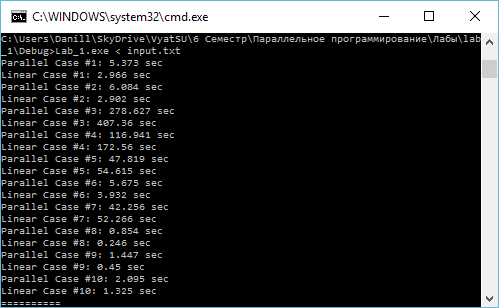 C:\WINDOWS\system32\cmd.exe
C:\Users\Danill\SkyDrive\VyatSU\6 Семестр\Параллельное программирование\Лабы\lab
_1\Debug>Lab_1.exe < input.txt
Parallel Case #1: 5.373 sec
Linear Case #1: 2.966 sec
Parallel Case #2: 6.084 sec
Linear Case #2: 2.902 sec
Parallel Case #3: 278.627 sec
Linear Case #3: 407.36 sec
Parallel Case #4: 116.941 sec
Linear Case #4: 172.56 sec
Parallel Case #5: 47.819 sec
Linear Case #5: 54.615 sec
Parallel Case #6: 5.675 sec
Linear Case #6: 3.932 sec
Parallel Case #7: 42.256 sec
Linear Case #7: 52.266 sec
Parallel Case #8: 0.854 sec
Linear Case #8: 0.246 sec
Parallel Case #9: 1.447 sec
Linear Case #9: 0.45 sec
Parallel Case #10: 2.095 sec
Linear Case #10: 1.325 sec
==========